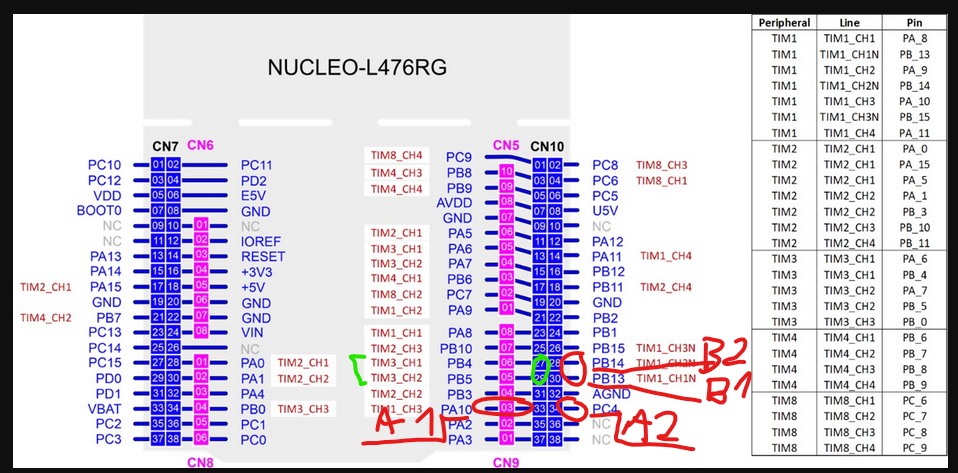 NUCLEO-L476RG
CN7 CN6 CN5 CN10
TIM8_CH4 PC9
PC10 01 02 PC11 01 02 PC8 TIM8_CH3
TIM4_CH3 PB8 10
PC12 03 04 PD2 03 04 PC6 TIM8_CH1
TIM4_CH4 PB9 09
VDD 05 06 E5V 05 06 PC5
AVDD 08
BOOT0 07 08 GND 07 08 U5V
GND 07
NC 09 10 01 NC 09 10 NC
TIM2_CH1 PA5 06
NC 11 12 02 IOREF 11 12 PA12
TIM3_CH1 PA6 05
PA13 13 14 03 RESET 13 14 PA11 TIM1_CH4
TIM3_CH2 PA7 04
PA14 15 16 04 +3V3 15 16 PB12
TIM4_CH1 PB6 03
TIM2_CH1 PA15 17 18 05 +5V 17 18 PB11 TIM2_CH4
TIM8_CH2 PC7 02
GND 19 20 06 GND 19 20 GND
TIM1_CH2 PA9 01
TIM4_CH2 PB7 21 22 07 GND 21 22 PB2
PC13 23 24 08 VIN TIM1_CH1 PA8 08 23 24 PB1
PC14 25 26 NC TIM2_CH3 PB10 07 25 26 PB15 TIM1_CH3N B2
PC15 27 28 01 PA0 TIM2_CH1 TIM3_CH1 PB4 06 27 PB14 TIM1_CH2N
PD0 29 30 02 PA1 TIM2_CH2 TIM3_CH2 PB5 05 29 30 PB13 TIM1_CH1N B1
PD1 31 32 03 PA4 TIM2_CH2 PB3 04 31 32 AGND
VBAT 33 34 04 PB0 TIM3_CH3 TIM1_CH3 PA10 03 33 34 PC4
A1 A2
PC2 35 36 05 PC1 PA2 02 35 36 NC
PC3 37 38 06 PC0 PA3 01 37 38 NC
CN8 CN9
Peripheral Line Pin
TIM1 TIM1_CH1 PA_8
TIM1 TIM1_CH1N PB_13
TIM1 TIM1_CH2 PA_9
TIM1 TIM1_CH2N PB_14
TIM1 TIM1_CH3 PA_10
TIM1 TIM1_CH3N PB_15
TIM1 TIM1_CH4 PA_11
TIM2 TIM2_CH1 PA_0
TIM2 TIM2_CH1 PA_15
TIM2 TIM2_CH1 PA_5
TIM2 TIM2_CH2 PA_1
TIM2 TIM2_CH2 PB_3
TIM2 TIM2_CH3 PB_10
TIM2 TIM2_CH4 PB_11
TIM3 TIM3_CH1 PA_6
TIM3 TIM3_CH1 PB_4
TIM3 TIM3_CH2 PA_7
TIM3 TIM3_CH2 PB_5
TIM3 TIM3_CH3 PB_0
TIM4 TIM4_CH1 PB_6
TIM4 TIM4_CH2 PB_7
TIM4 TIM4_CH3 PB_8
TIM4 TIM4_CH4 PB_9
TIM8 TIM8_CH1 PC_6
TIM8 TIM8_CH2 PC_7
TIM8 TIM8_CH3 PC_8
TIM8 TIM8_CH4 PC_9